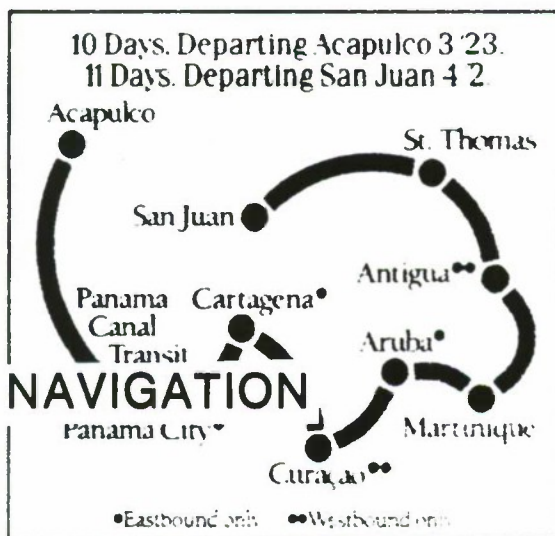 10 Days. Departing Acapulco 3/23.
11 Days. Departing San Juan 4/2.
Acapulco
St. Thomas
San Juan
Antigua••
Panama
Canal
Transit
Cartagena•
Aruba•
NAVIGATION
Panama City•
Martinique
Curaçao••
•Eastbound only ••Westbound only